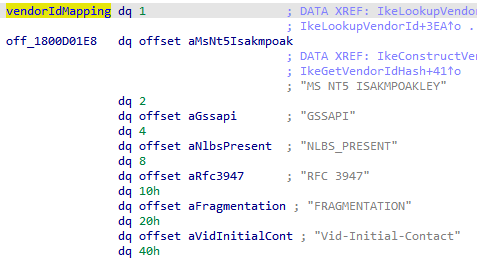 vendorIdMapping dq 1 ; DATA XREF: IkeLookupVendor
; IkeLookupVendorId+3EA↑o .
off_1800D01E8 dq offset aMsNt5Isakmpoak
; DATA XREF: IkeConstructVen
; IkeGetVendorIdHash+41↑o
; "MS NT5 ISAKMPOAKLEY"
dq 2
dq offset aGssapi ; "GSSAPI"
dq 4
dq offset aNlbsPresent ; "NLBS_PRESENT"
dq 8
dq offset aRfc3947 ; "RFC 3947"
dq 10h
dq offset aFragmentation ; "FRAGMENTATION"
dq 20h
dq offset aVidInitialCont ; "Vid-Initial-Contact"
dq 40h